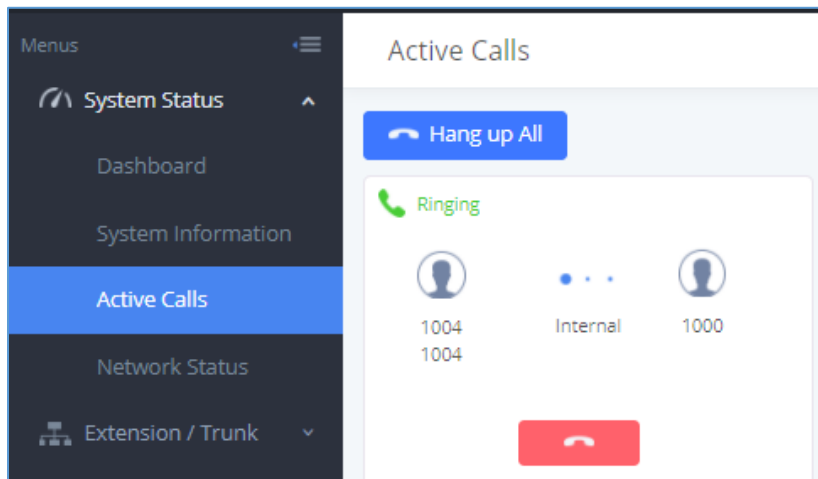 Menus
System Status
Dashboard
System Information
Active Calls
Network Status
Extension / Trunk
Active Calls
Hang up All
Ringing
1004 Internal 1000
1004